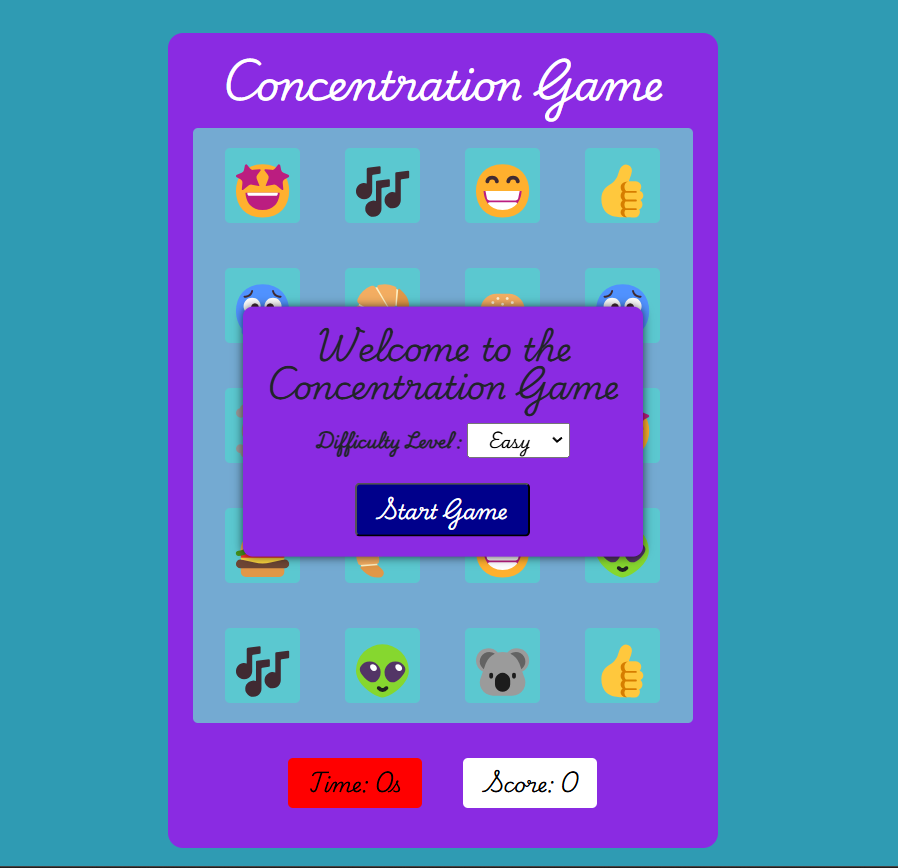 Concentration Game
Welcome to the
Concentration Game
Difficulty Level: Easy
Start Game
Time: 0s
Score: 0